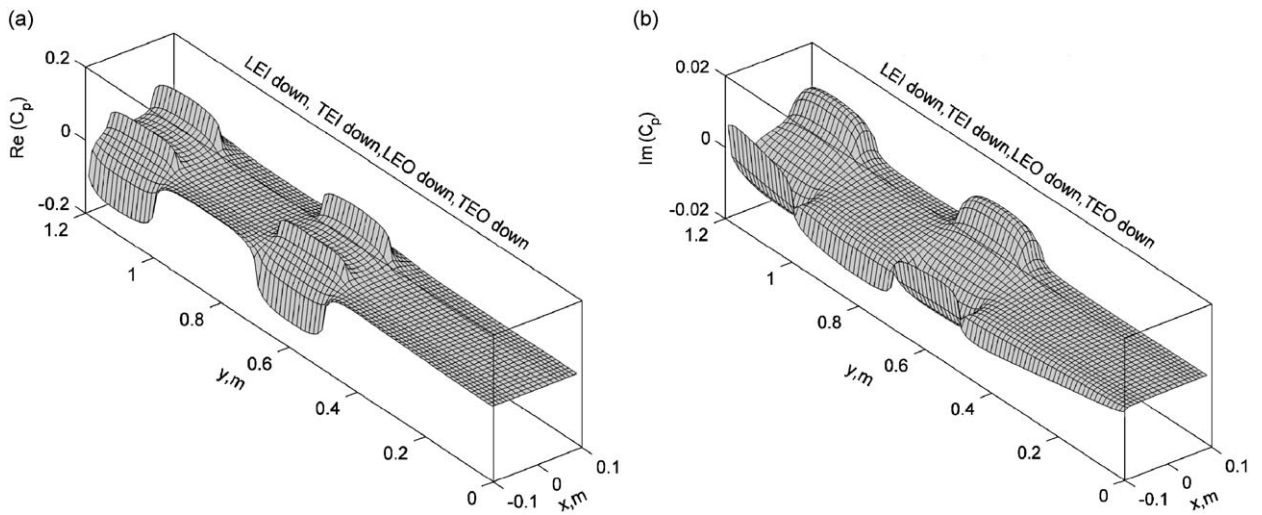 (a)
LEI down, TEI down,LEO down,TEO down
Re (Cp)
0.2
0
-0.2
1.2
1
0.8
0.6
0.4
0.2
0
y,m
-0.1
0
0.1
x,m
(b)
LEI down,TEI down,LEO down,TEO down
Im (Cp)
0.02
0
-0.02
1.2
1
0.8
0.6
0.4
0.2
0
y,m
-0.1
0
0.1
x,m